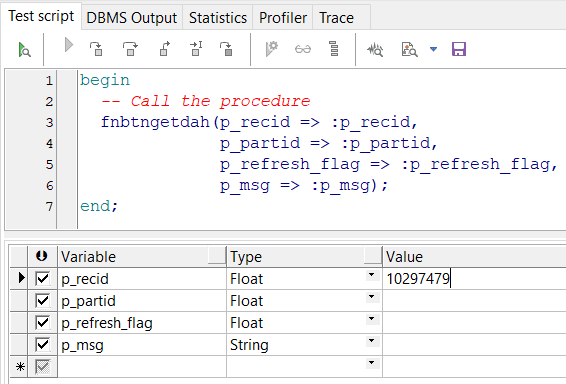 Test script DBMS Output Statistics Profiler Trace
1 begin
2 -- Call the procedure
3 fnbtngetdah(p_recid => :p_recid,
4 p_partid => :p_partid,
5 p_refresh_flag => :p_refresh_flag,
6 p_msg => :p_msg);
7 end;
Variable Type Value
p_recid Float 10297479
p_partid Float
p_refresh_flag Float
p_msg String